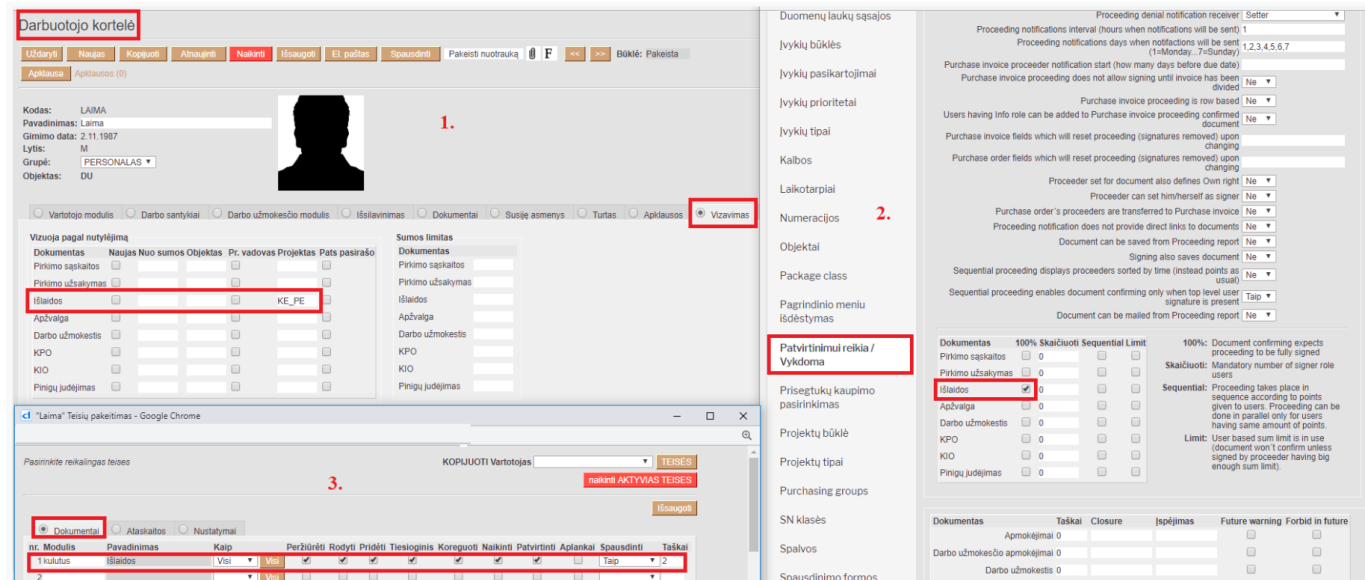 Darbuotojo kortelė
Uždaryti Naujas Kopijuoti Atnaujinti Naikinti Išsaugoti El. paštas Spausdinti Pakeisti nuotrauką F << >> Būklė: Pakeista
Apklausa Apklausos (0)
Kodas: LAIMA
Pavadinimas: Laima
Gimimo data: 2.11.1987
Lytis: M
Grupė: PERSONALAS
Objektas: DU
1.
Vartotojo modulis Darbo santykiai Darbo užmokesčio modulis Išsilavinimas Dokumentai Susiję asmenys Turtas Apklausos Vizavimas
Vizuoja pagal nutylėjimą
Dokumentas Naujas Nuo sumos Objektas Pr. vadovas Projektas Pats pasirašo
Pirkimo sąskaitos
Pirkimo užsakymas
Išlaidos KE_PE
Apžvalga
Darbo užmokestis
KPO
KIO
Pinigų judėjimas
Sumos limitas
Dokumentas
Pirkimo sąskaitos
Pirkimo užsakymas
Išlaidos
Apžvalga
Darbo užmokestis
KPO
KIO
Pinigų judėjimas
"Laima" Teisių pakeitimas - Google Chrome
Pasirinkite reikalingas teises
KOPIJUOTI Vartotojas TEISĖS
naikinti AKTYVIAS TEISES
3.
Išsaugoti
Dokumentai Ataskaitos Nustatymai
nr. Modulis Pavadinimas Kaip Peržiūrėti Rodyti Pridėti Tiesioginis Koreguoti Naikinti Patvirtinti Aplankai Spausdinti Taškai
1 kulutus Išlaidos Visi Visi Taip 2
2 Visi
Duomenų laukų sąsajos
Įvykių būklės
Įvykių pasikartojimai
Įvykių prioritetai
Įvykių tipai
Kalbos
Laikotarpiai
Numeracijos
Objektai
Package class
Pagrindinio meniu
išdėstymas
Patvirtinimui reikia /
Vykdoma
Prisegtukų kaupimo
pasirinkimas
Projektų būklė
Projektų tipai
Purchasing groups
SN klasės
Spalvos
Spausdinimo formos
2.
Proceeding denial notification receiver Setter
Proceeding notifications interval (hours when notifications will be sent) 1
Proceeding notifications days when notifactions will be sent
(1=Monday...7=Sunday) 1,2,3,4,5,6,7
Purchase invoice proceeder notification start (how many days before due date)
Purchase invoice proceeding does not allow signing until invoice has been
divided Ne
Purchase invoice proceeding is row based Ne
Users having Info role can be added to Purchase invoice proceeding confirmed
document Ne
Purchase invoice fields which will reset proceeding (signatures removed) upon
changing
Purchase order fields which will reset proceeding (signatures removed) upon
changing
Proceeder set for document also defines Own right Ne
Proceeder can set him/herself as signer Ne
Purchase order´s proceeders are transferred to Purchase invoice Ne
Proceeding notification does not provide direct links to documents Ne
Document can be saved from Proceeding report Ne
Signing also saves document Ne
Sequential proceeding displays proceeders sorted by time (instead points as
usual) Ne
Sequential proceeding enables document confirming only when top level user
signature is present Taip
Document can be mailed from Proceeding report Ne
Dokumentas 100% Skaičiuoti Sequential Limit
Pirkimo sąskaitos 0
Pirkimo užsakymas 0
Išlaidos 0
Apžvalga 0
Darbo užmokestis 0
KPO 0
KIO 0
Pinigų judėjimas 0
100%: Document confirming expects
proceeding to be fully signed
Skaičiuoti: Mandatory number of signer role
users
Sequential: Proceeding takes place in
sequence according to points
given to users. Proceeding can be
done in parallel only for users
having same amount of points.
Limit: User based sum limit is in use
(document won´t confirm unless
signed by proceeder having big
enough sum limit).
Dokumentas Taškai Closure Įspėjimas Future warning Forbid in future
Apmokėjimai 0
Darbo užmokesčio apmokėjimai 0
Darbo užmokestis 0